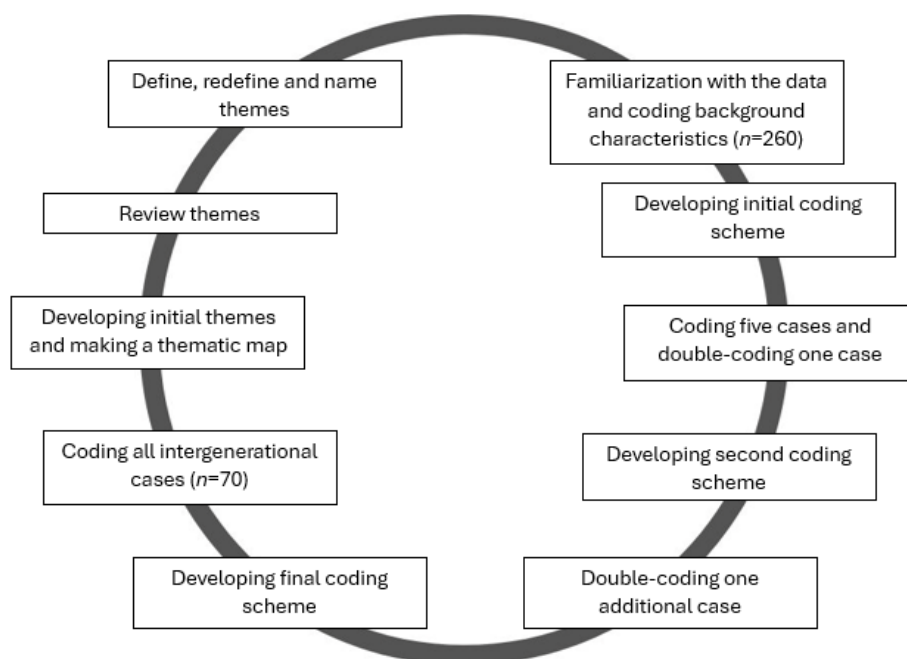 Define, redefine and name
themes
Familiarization with the data
and coding background
characteristics (n=260)
Review themes
Developing initial coding
scheme
Developing initial themes
and making a thematic map
Coding five cases and
double-coding one case
Coding all intergenerational
cases (n=70)
Developing second coding
scheme
Developing final coding
scheme
Double-coding one
additional case